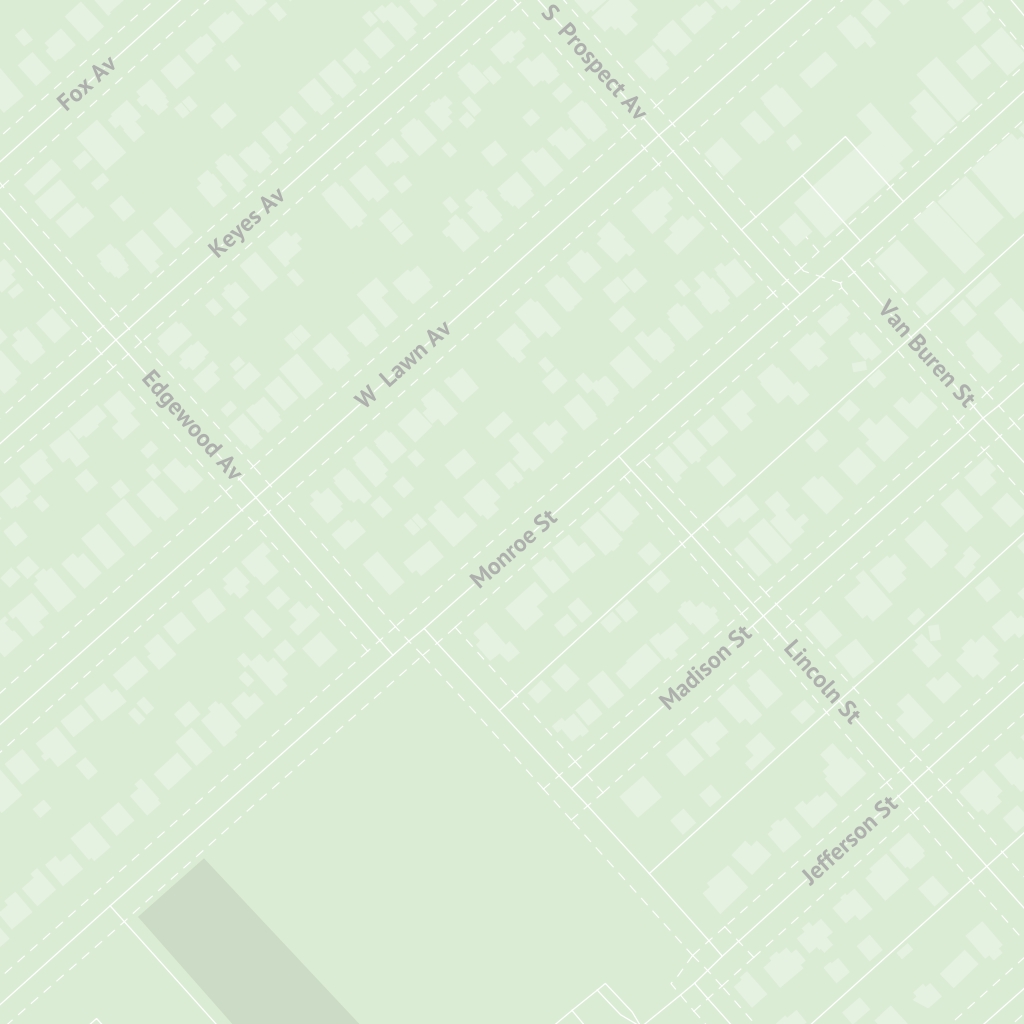 S Prospect Av
Fox Av
Keyes Av
Van Buren St
W Lawn Av
Edgewood Av
Monroe St
Madison St
Lincoln St
Jefferson St